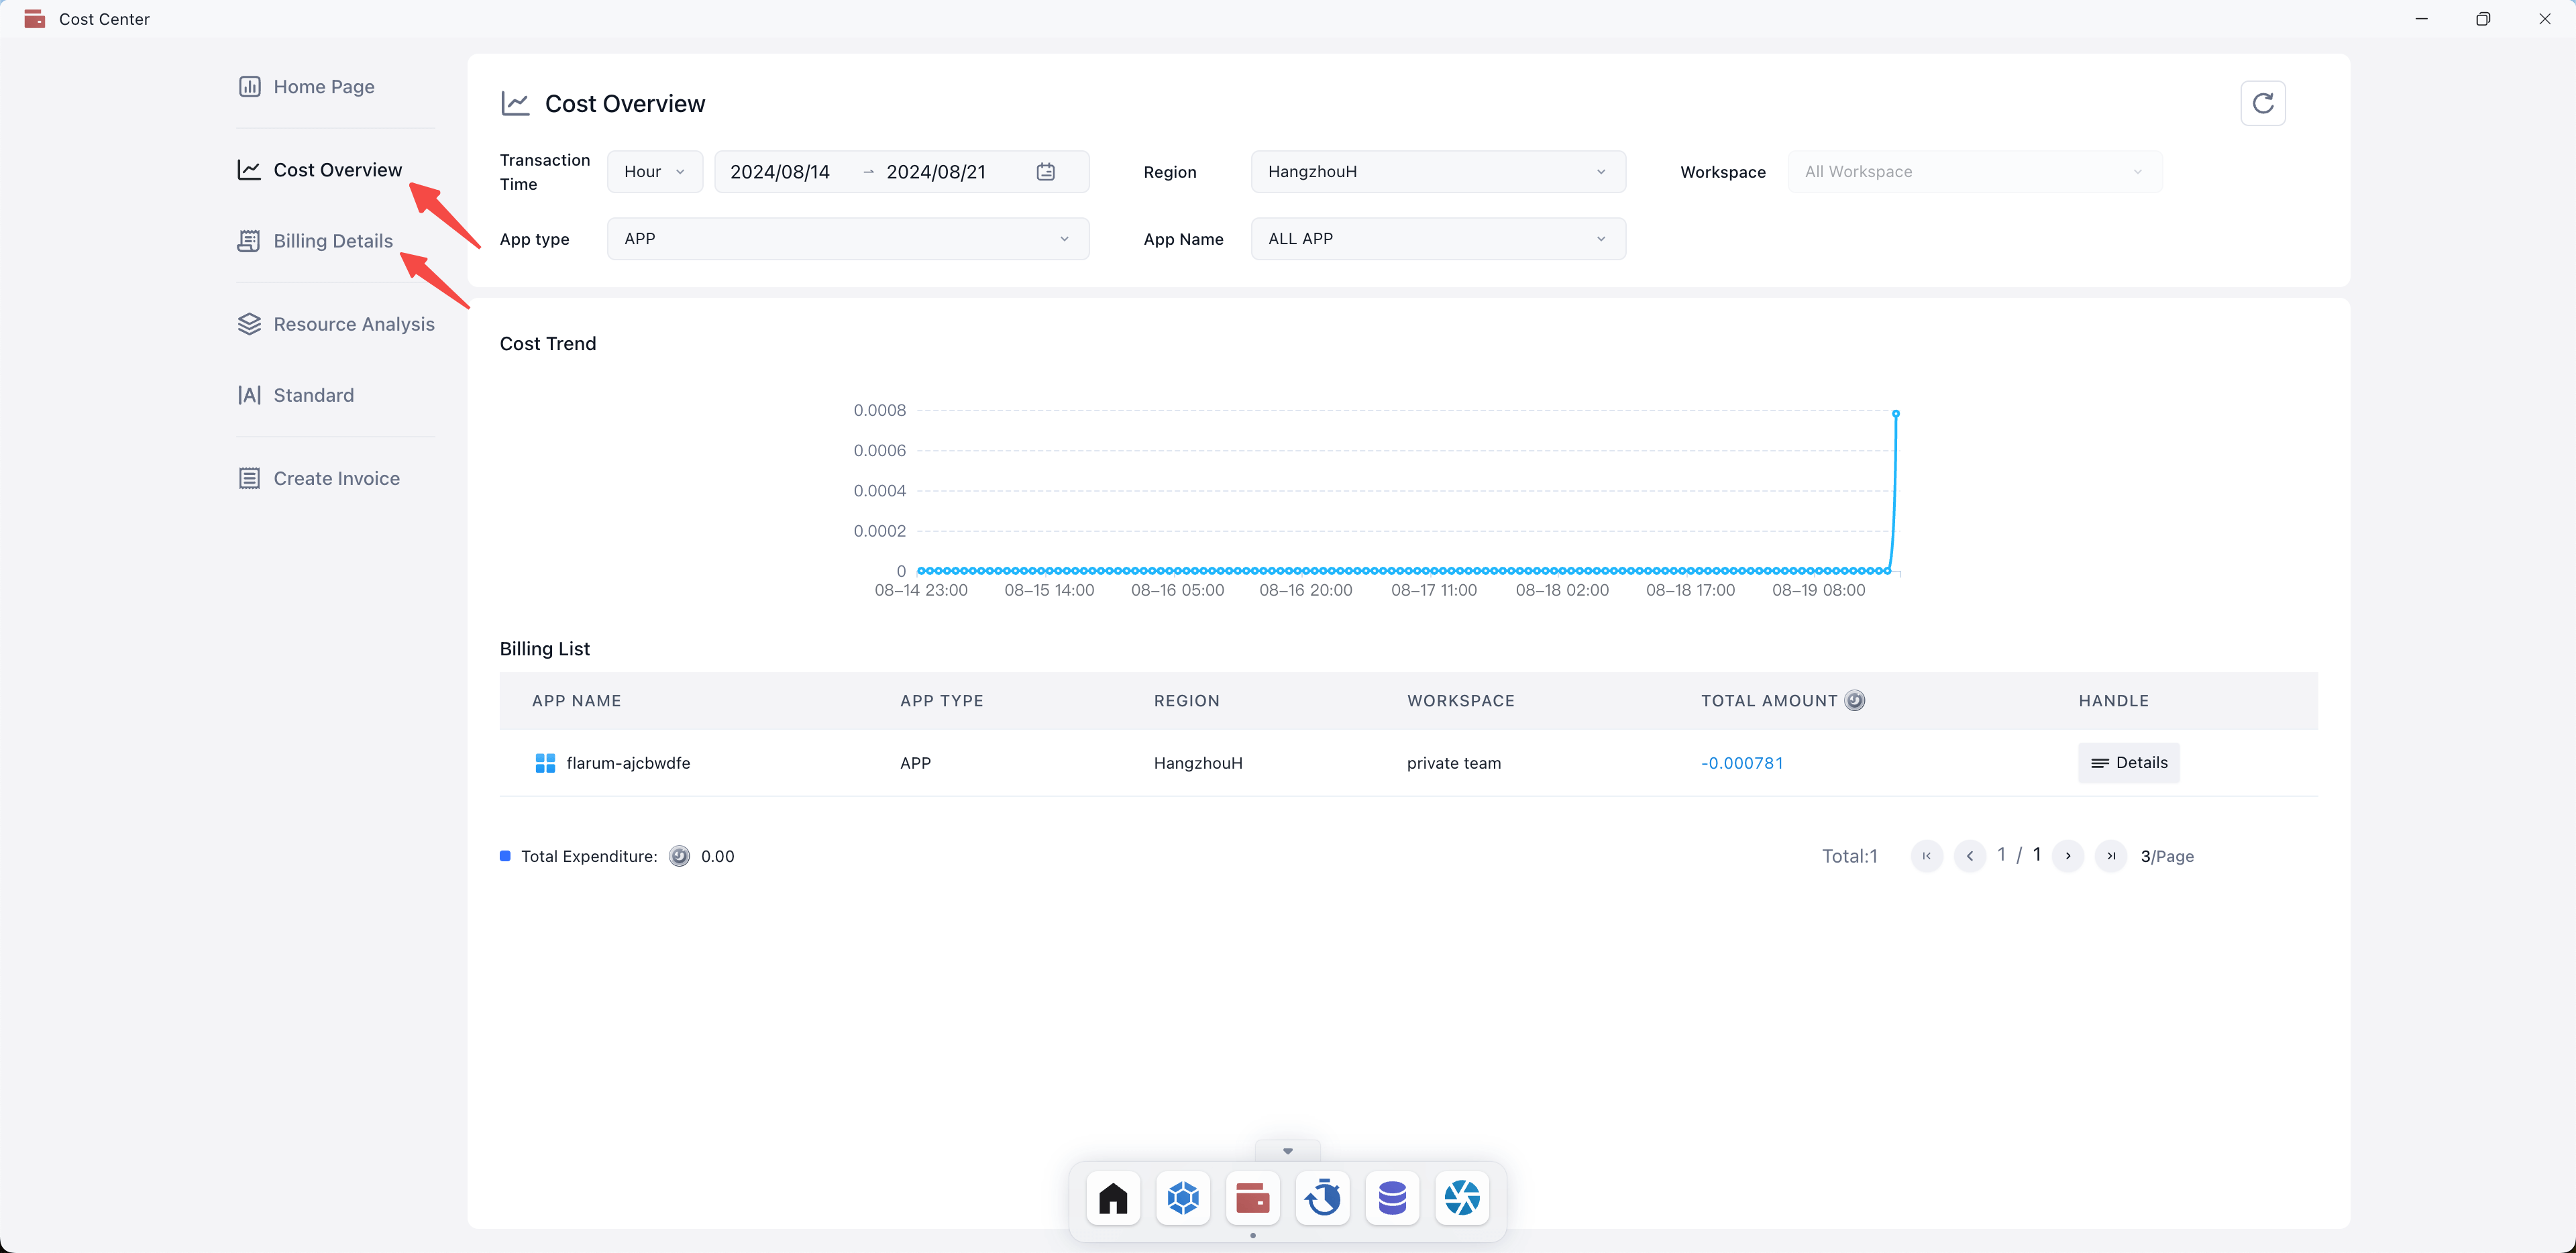 Cost Center
Home Page
Cost Overview
Billing Details
Resource Analysis
Standard
Create Invoice
Cost Overview
Transaction Time
Hour
2024/08/14 → 2024/08/21
Region
HangzhouH
Workspace
All Workspace
App type
APP
App Name
ALL APP
Cost Trend
0.0008
0.0006
0.0004
0.0002
0
08-14 23:00 08-15 14:00 08-16 05:00 08-16 20:00 08-17 11:00 08-18 02:00 08-18 17:00 08-19 08:00
Billing List
APP NAME APP TYPE REGION WORKSPACE TOTAL AMOUNT HANDLE
flarum-ajcbwdfe APP HangzhouH private team -0.000781 Details
Total Expenditure: 0.00
Total:1 1 / 1 3/Page